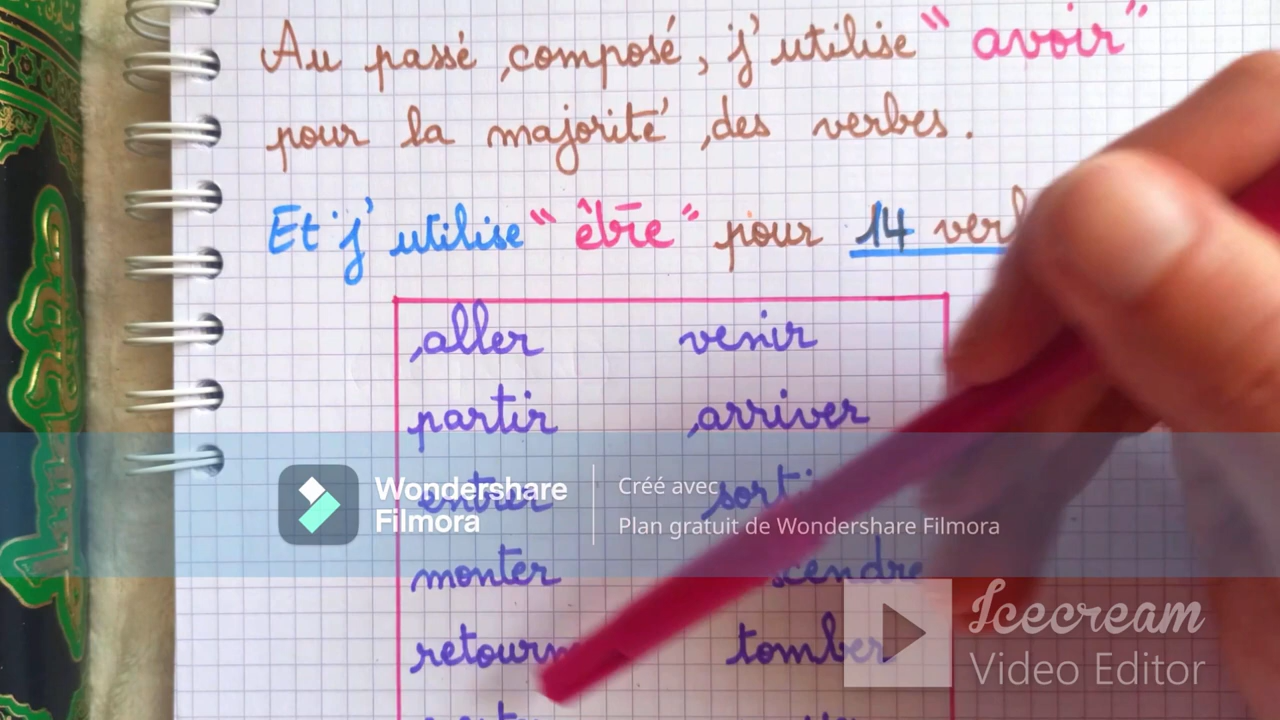 Au passé composé, j'utilise "avoir"
pour la majorité des verbes.
Et j'utilise "être" pour 14
aller venir
partir arriver
entrer
monter
tomber
Wondershare
Filmora
Créé avec
Plan gratuit de Wondershare Filmora
Icecream
Video Editor